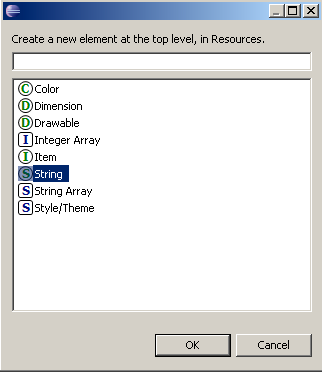 Create a new element at the top level, in Resources.
C Color
D Dimension
D Drawable
I Integer Array
I Item
S String
S String Array
S Style/Theme
OK Cancel